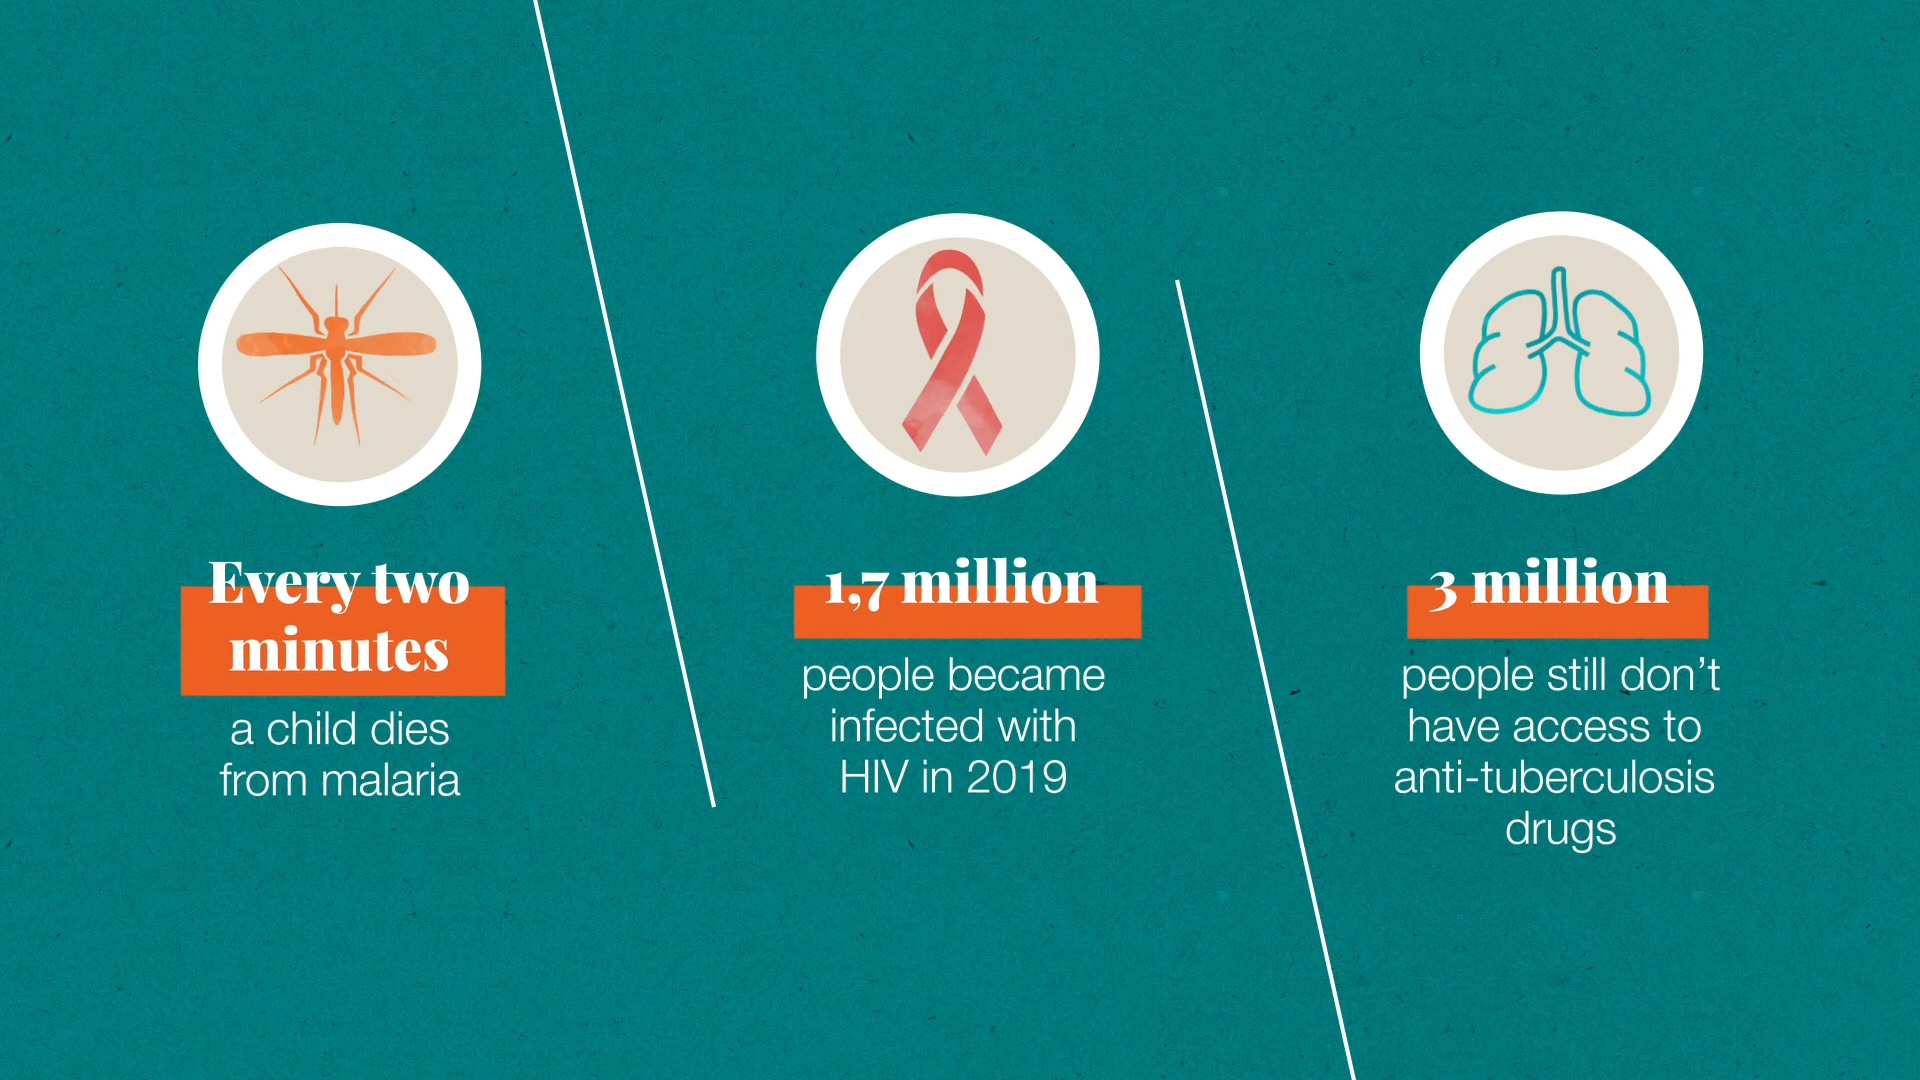 Every two
minutes
a child dies
from malaria
1,7 million
people became
infected with
HIV in 2019
3 million
people still don’t
have access to
anti-tuberculosis
drugs